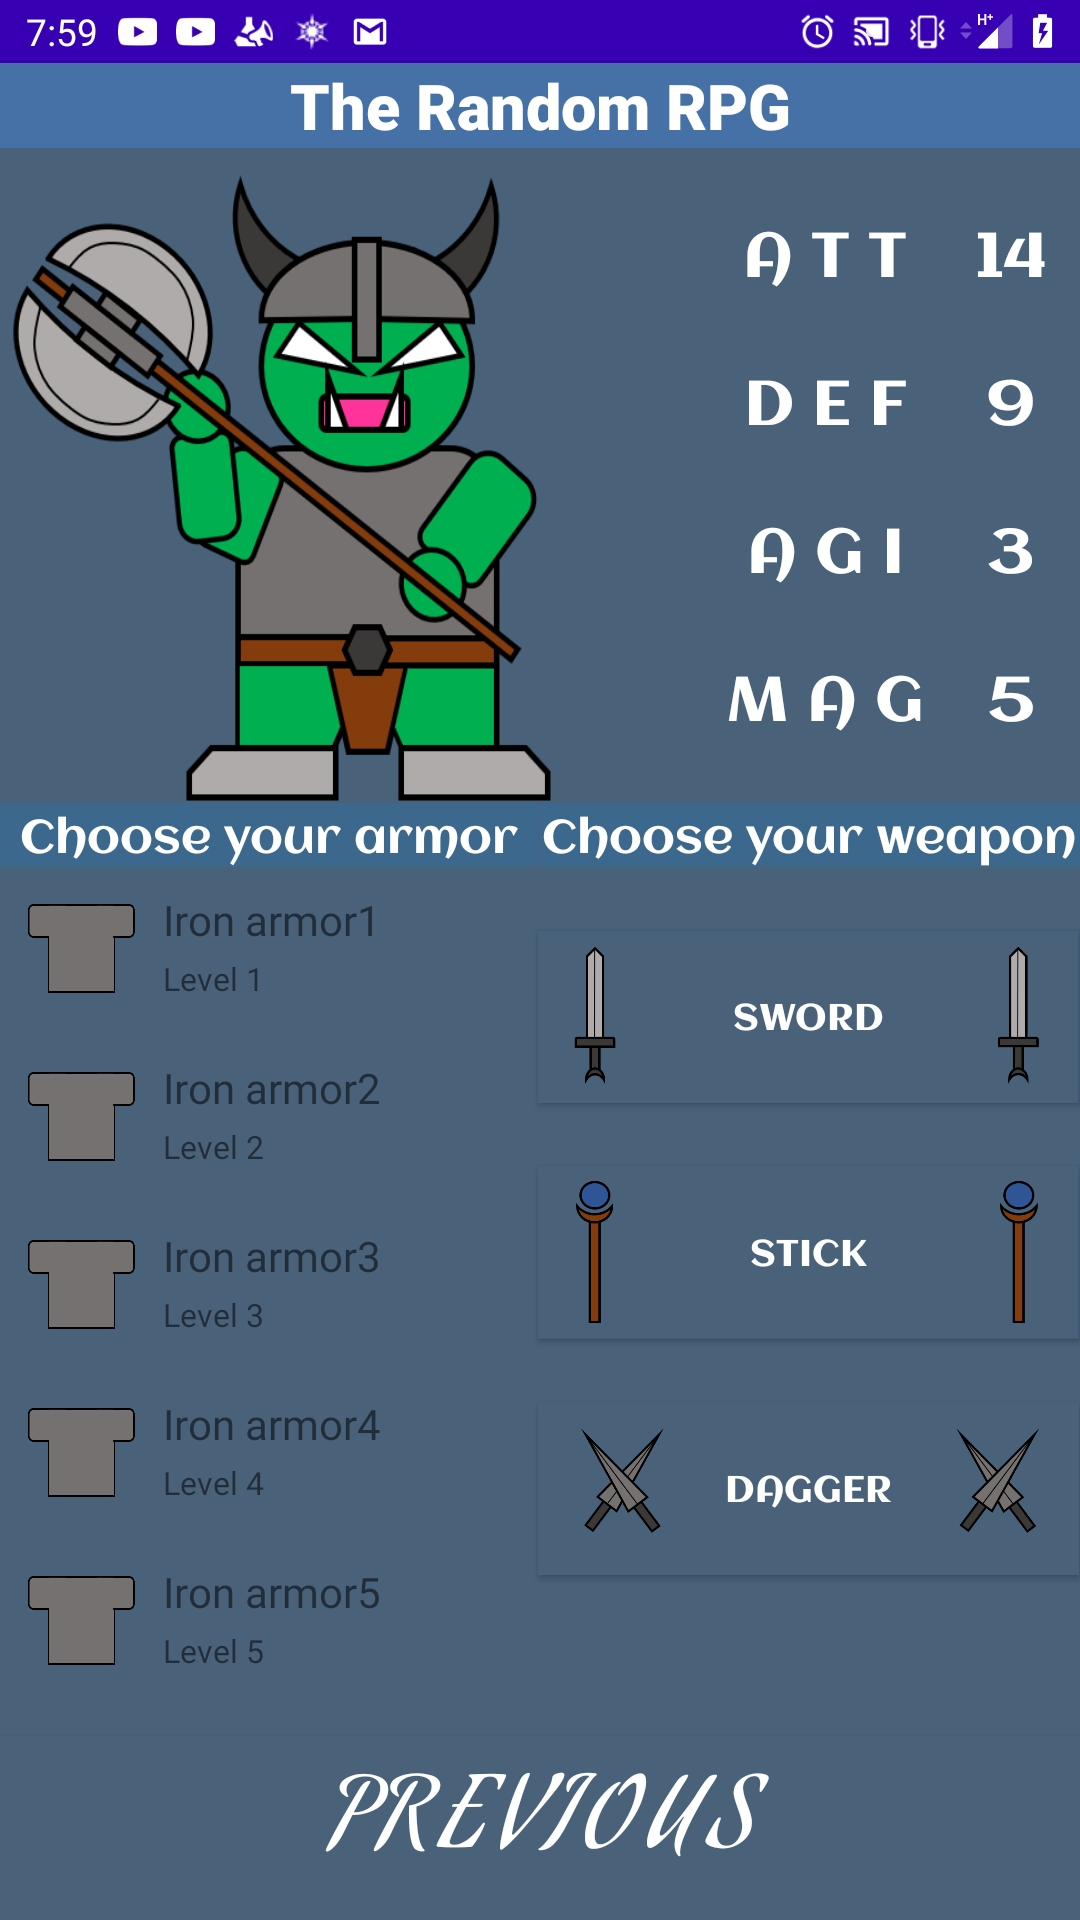 7:59
H+
The Random RPG
ATT 14
DEF 9
AGI 3
MAG 5
Choose your armor
Choose your weapon
Iron armor1
Level 1
Iron armor2
Level 2
Iron armor3
Level 3
Iron armor4
Level 4
Iron armor5
Level 5
SWORD
STICK
DAGGER
PREVIOUS